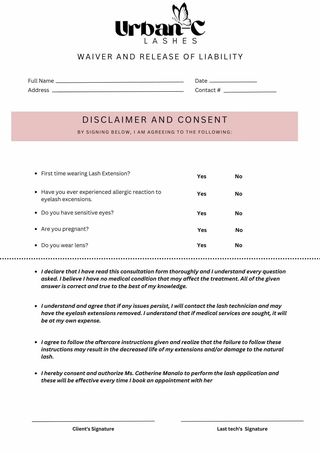 Urban-C
LASHES
WAIVER AND RELEASE OF LIABILITY
Full Name
Date
Address
Contact #
DISCLAIMER AND CONSENT
BY SIGNING BELOW, I AM AGREEING TO THE FOLLOWING:
First time wearing Lash Extension? Yes No
Have you ever experienced allergic reaction to Yes No
eyelash excensions.
Do you have sensitive eyes? Yes No
Are you pregnant? Yes No
Do you wear lens? Yes No
I declare that I have read this consultation form thoroughly and I understand every question
asked. I believe I have no medical condition that may affect the treatment. All of the given
answer is correct and true to the best of my knowledge.
I understand and agree that if any issues persist, I will contact the lash technician and may
have the eyelash extensions removed. I understand that if medical services are sought, it will
be at my own expense.
I agree to follow the aftercare instructions given and realize that the failure to follow these
instructions may result in the decreased life of my extensions and/or damage to the natural
lash.
I hereby consent and authorize Ms. Catherine Manalo to perform the lash application and
these will be effective every time I book an appointment with her
Client's Signature
Last tech's Signature